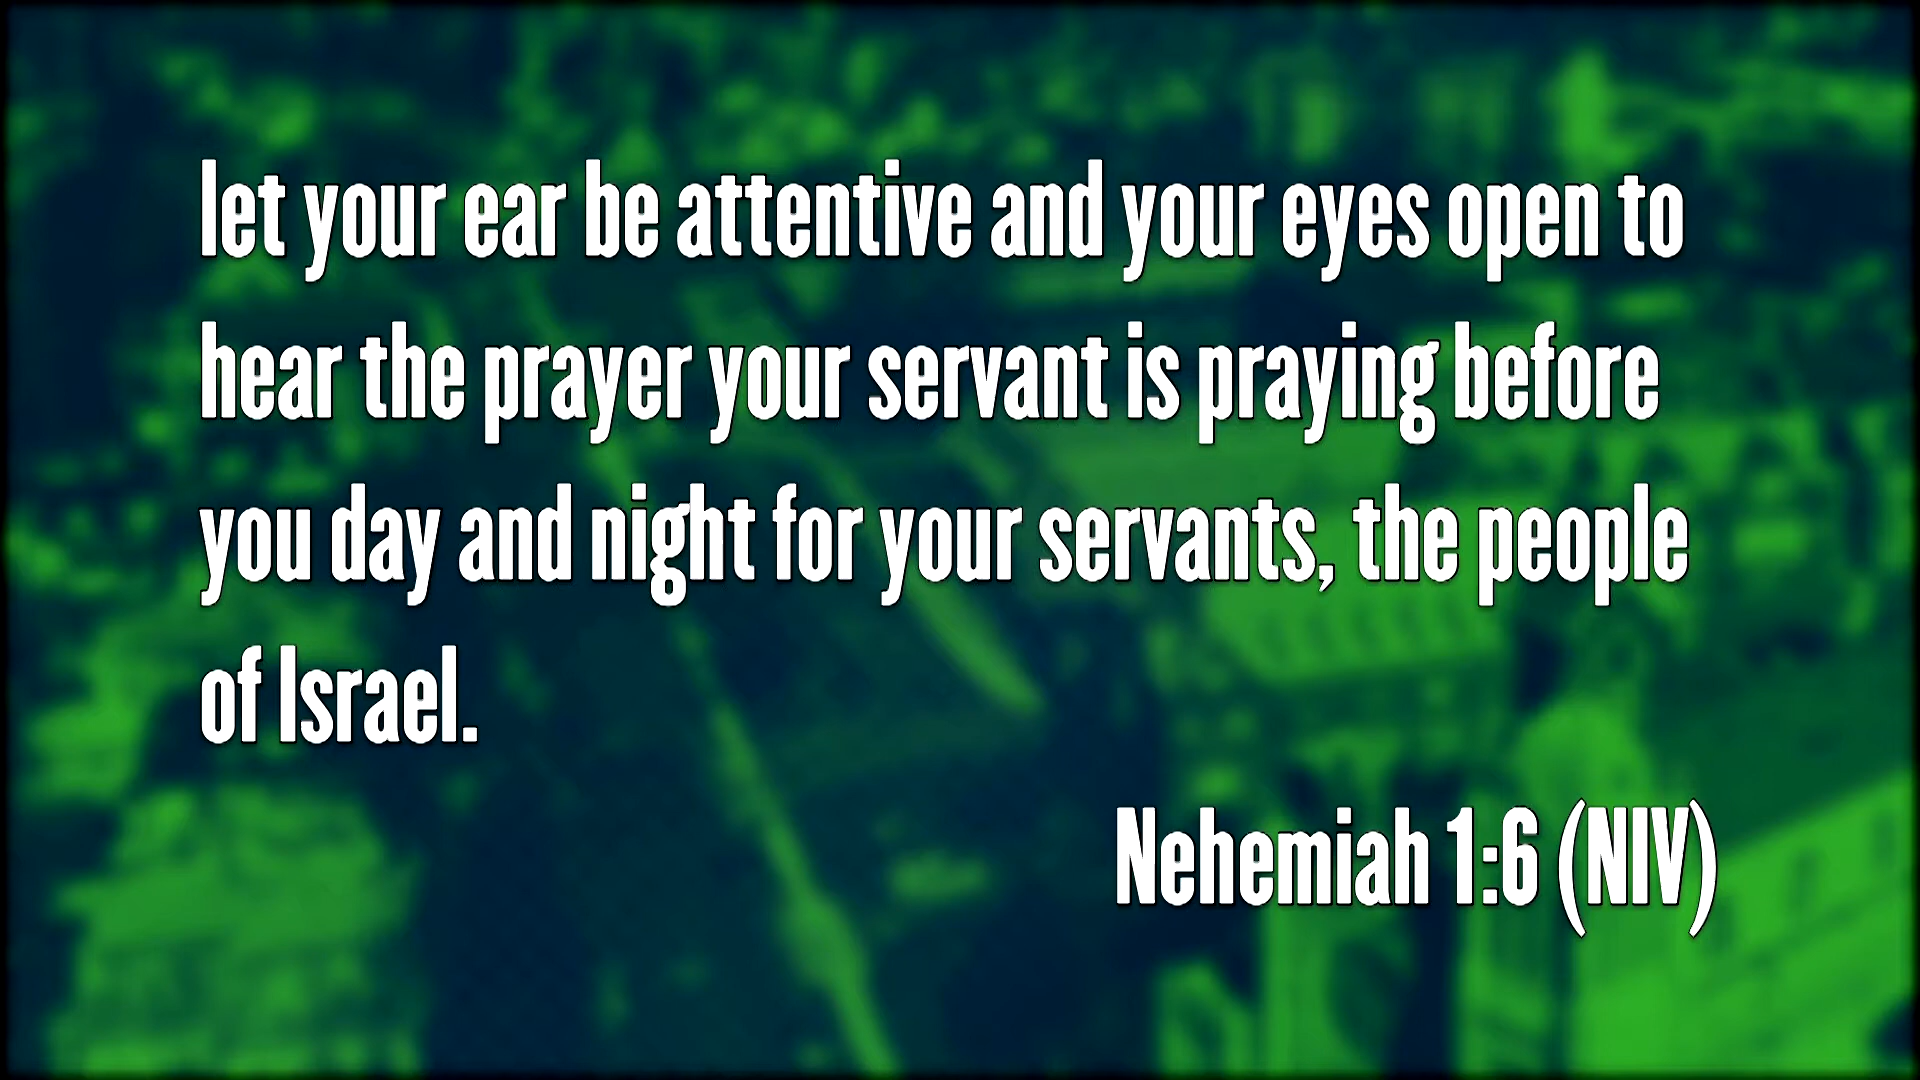 let your ear be attentive and your eyes open to
hear the prayer your servant is praying before
you day and night for your servants, the people
of Israel.
Nehemiah 1:6 (NIV)